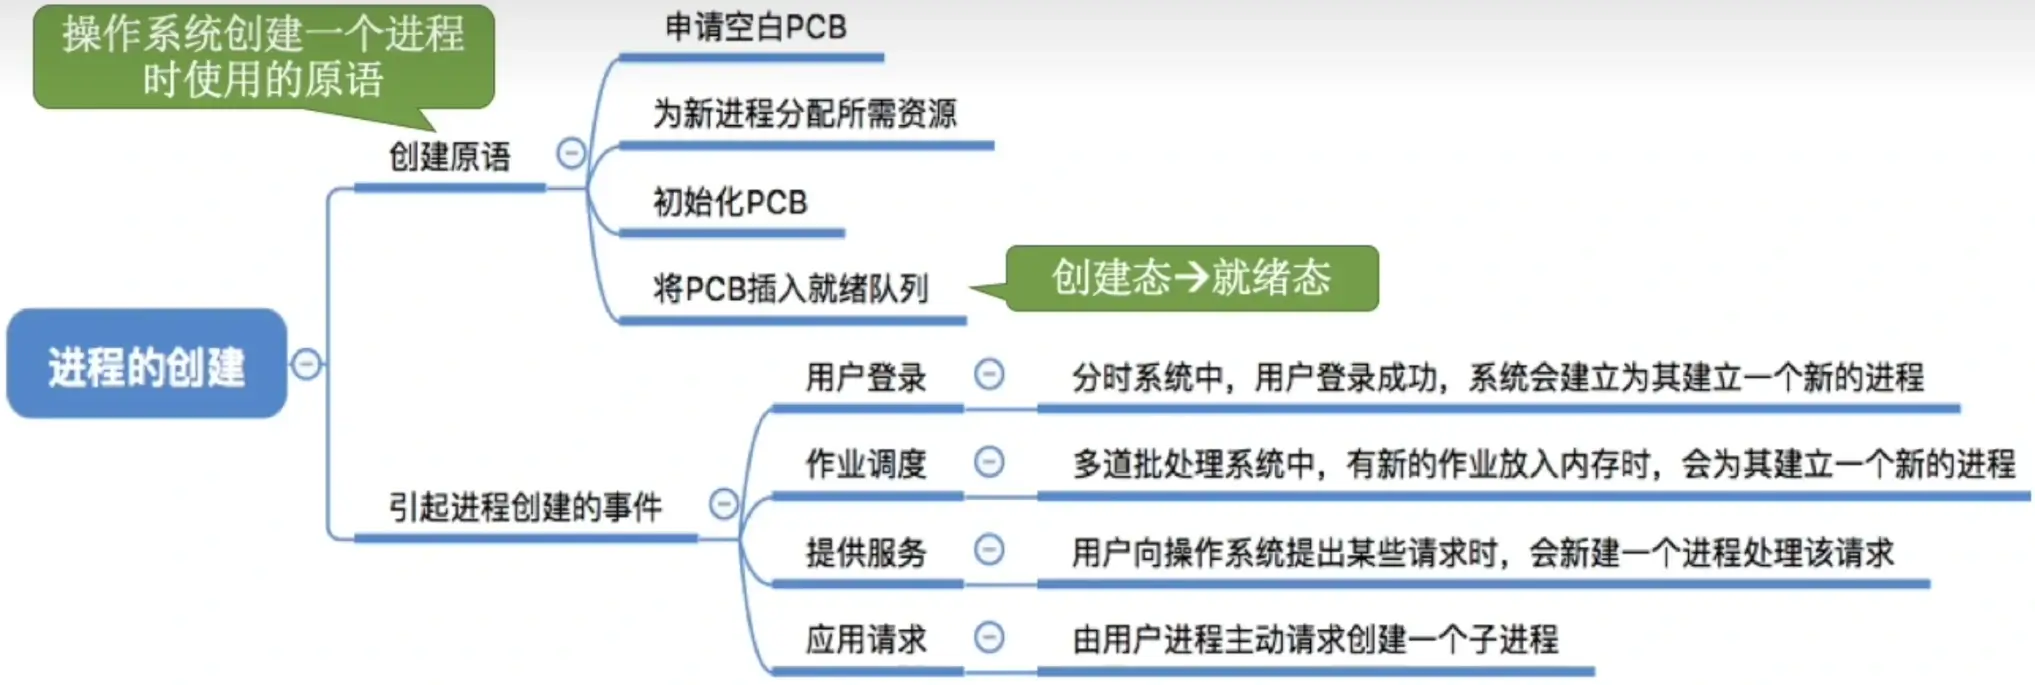 操作系统创建一个进程
时使用的原语
申请空白PCB
为新进程分配所需资源
创建原语
初始化PCB
将PCB插入就绪队列
创建态→就绪态
进程的创建
用户登录
分时系统中，用户登录成功，系统会建立为其建立一个新的进程
作业调度
多道批处理系统中，有新的作业放入内存时，会为其建立一个新的进程
引起进程创建的事件
提供服务
用户向操作系统提出某些请求时，会新建一个进程处理该请求
应用请求
由用户进程主动请求创建一个子进程